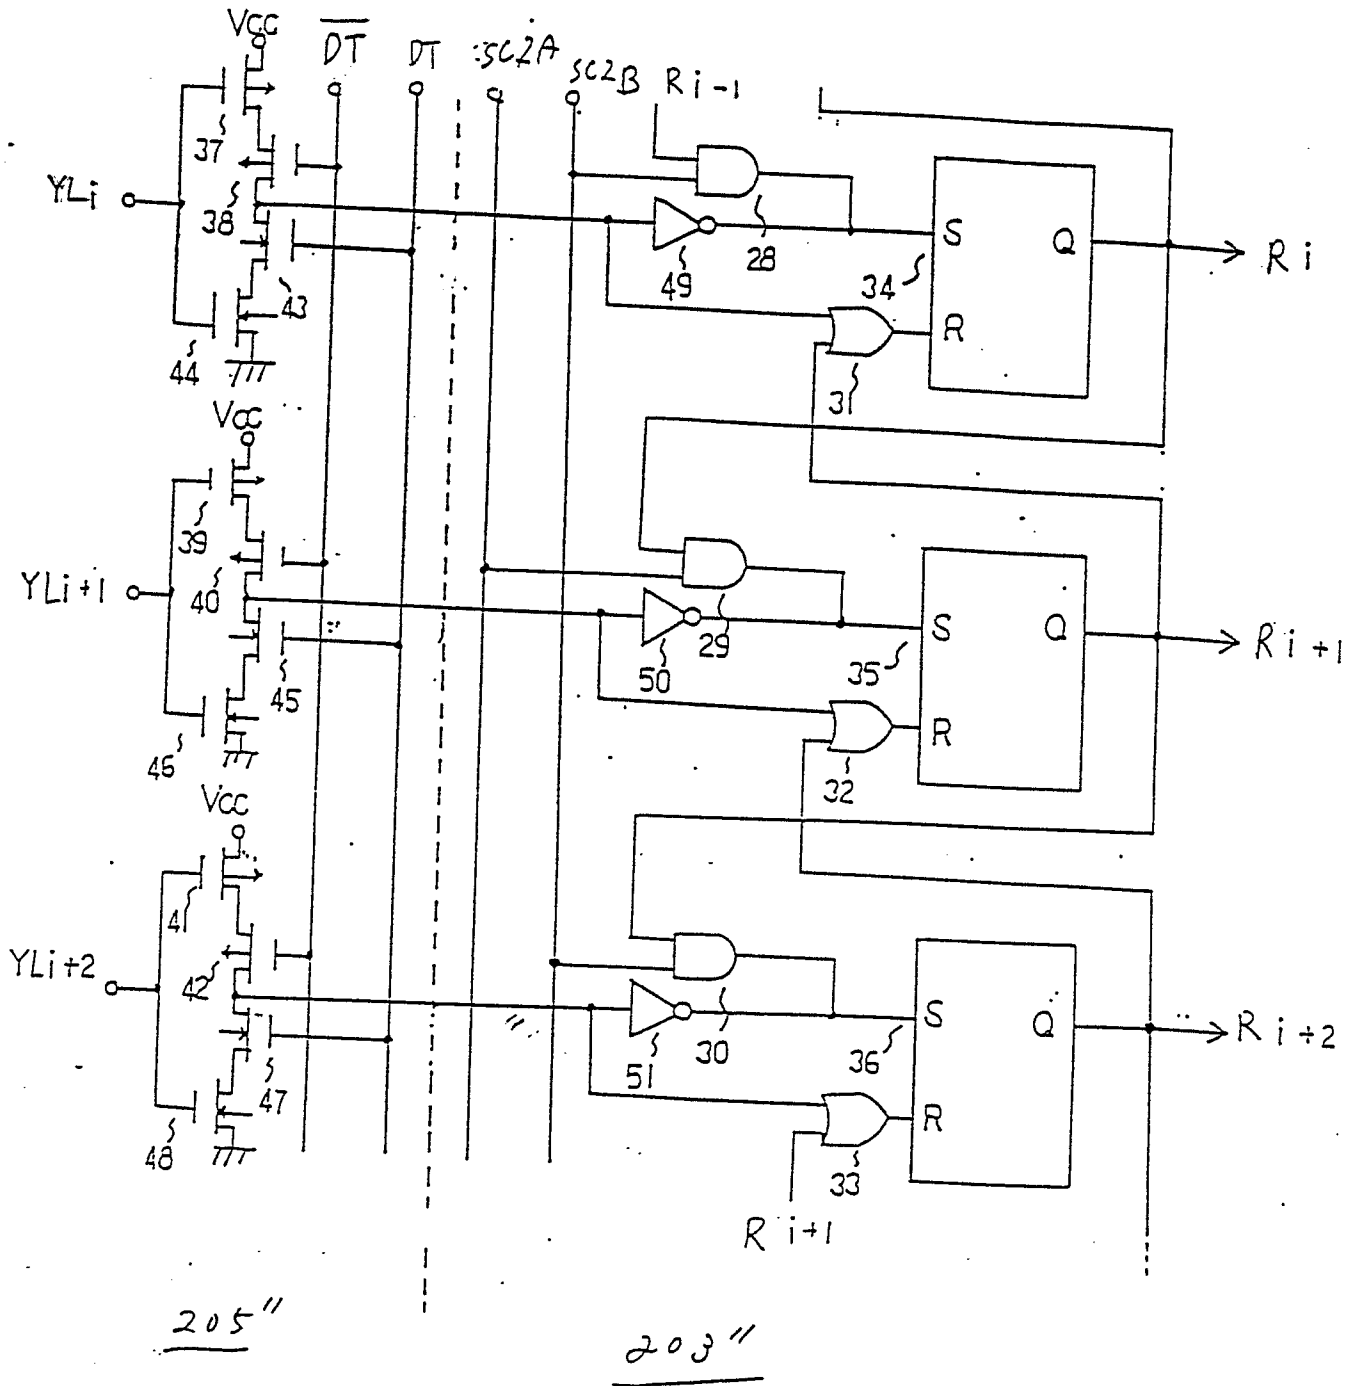 VCC
D̅T̅
DT
SC2A
SC2B
Ri-1
37
YLi
38
43
44
49
28
34
S
Q
R
Ri
31
VCC
39
YLi+1
40
45
46
50
29
35
S
Q
R
Ri+1
32
VCC
41
YLi+2
42
47
48
51
30
36
S
Q
R
Ri+2
33
Ri+1
205"
203"